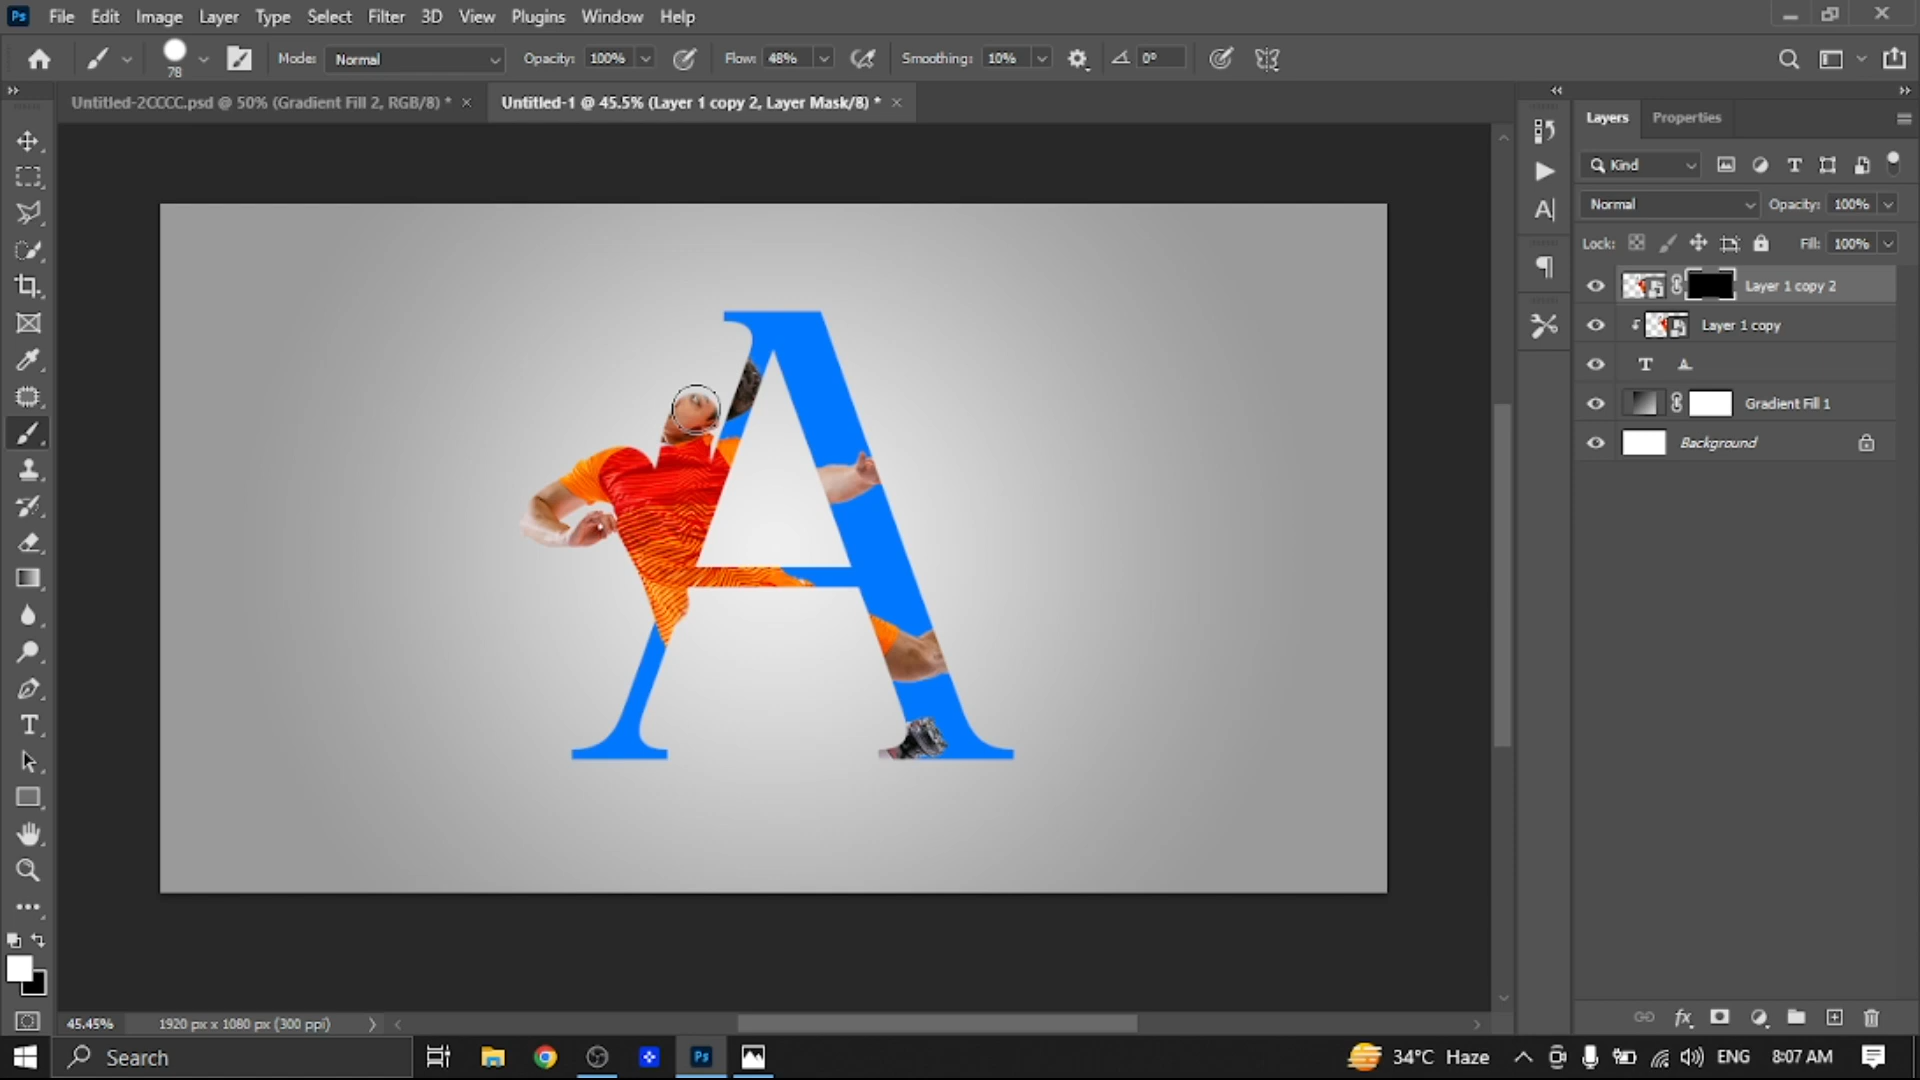 Ps File Edit Image Layer Type Select Filter 3D View Plugins Window Help
78 Mode: Normal Opacity: 100% Flow: 48% Smoothing: 10% 0°
Untitled-2CCCC.psd @ 50% (Gradient Fill 2, RGB/8) * × Untitled-1 @ 45.5% (Layer 1 copy 2, Layer Mask/8) * ×
Layers Properties
Kind
Normal Opacity: 100%
Lock: Fill: 100%
Layer 1 copy 2
Layer 1 copy
T A
Gradient Fill 1
Background
A
45.45% 1920 px x 1080 px (300 ppi)
Search Ps 34°C Haze ENG 8:07 AM